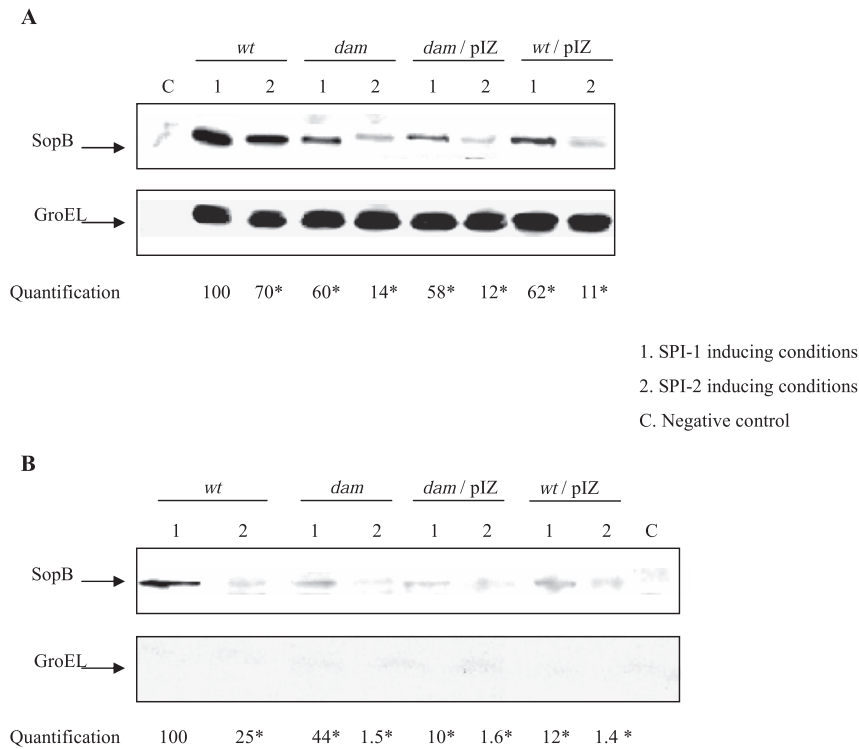 A
wt dam dam / pIZ wt / pIZ
C 1 2 1 2 1 2 1 2
SopB
GroEL
Quantification 100 70* 60* 14* 58* 12* 62* 11*
1. SPI-1 inducing conditions
2. SPI-2 inducing conditions
C. Negative control
B
wt dam dam / pIZ wt / pIZ
1 2 1 2 1 2 1 2 C
SopB
GroEL
Quantification 100 25* 44* 1.5* 10* 1.6* 12* 1.4 *